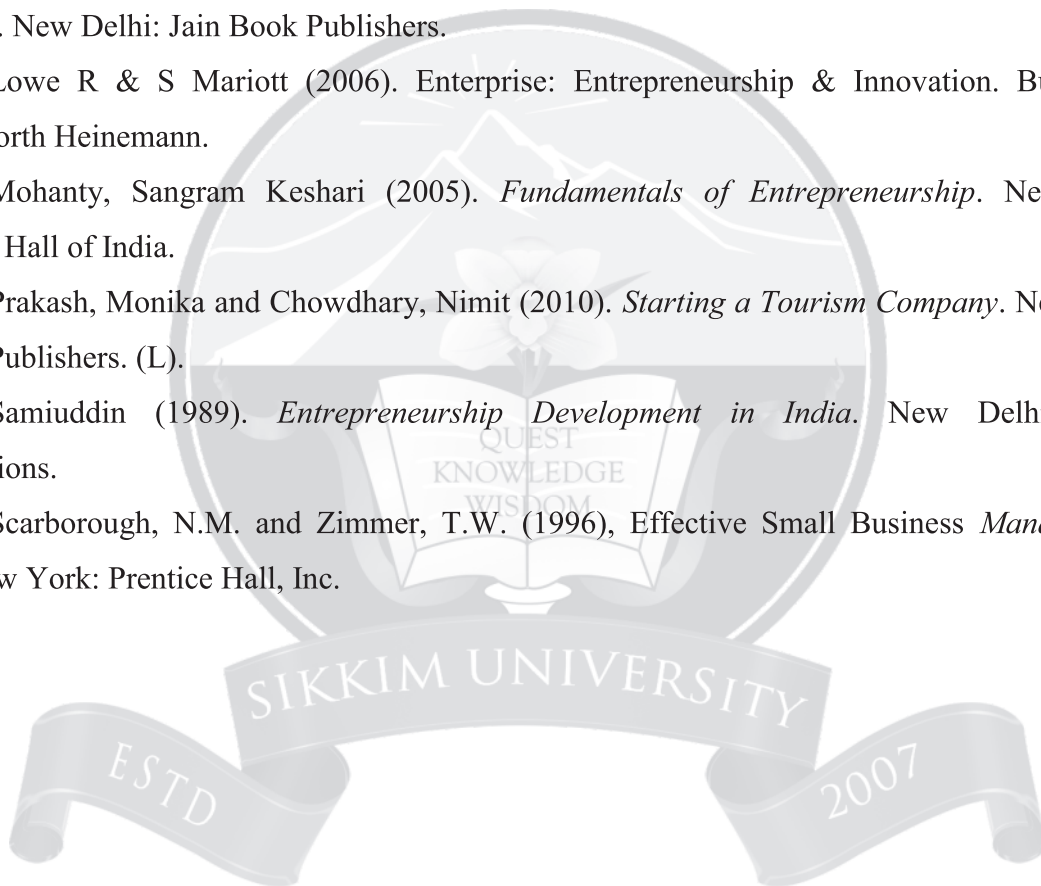 . New Delhi: Jain Book Publishers.
Lowe R & S Mariott (2006). Enterprise: Entrepreneurship & Innovation. Bu
orth Heinemann.
Mohanty, Sangram Keshari (2005). Fundamentals of Entrepreneurship. Ne
Hall of India.
Prakash, Monika and Chowdhary, Nimit (2010). Starting a Tourism Company. Ne
Publishers. (L).
Samiuddin (1989). Entrepreneurship Development in India. New Delhi
ions.
Scarborough, N.M. and Zimmer, T.W. (1996), Effective Small Business Mana
w York: Prentice Hall, Inc.
QUEST
KNOWLEDGE
WISDOM
SIKKIM UNIVERSITY
ESTD
2007